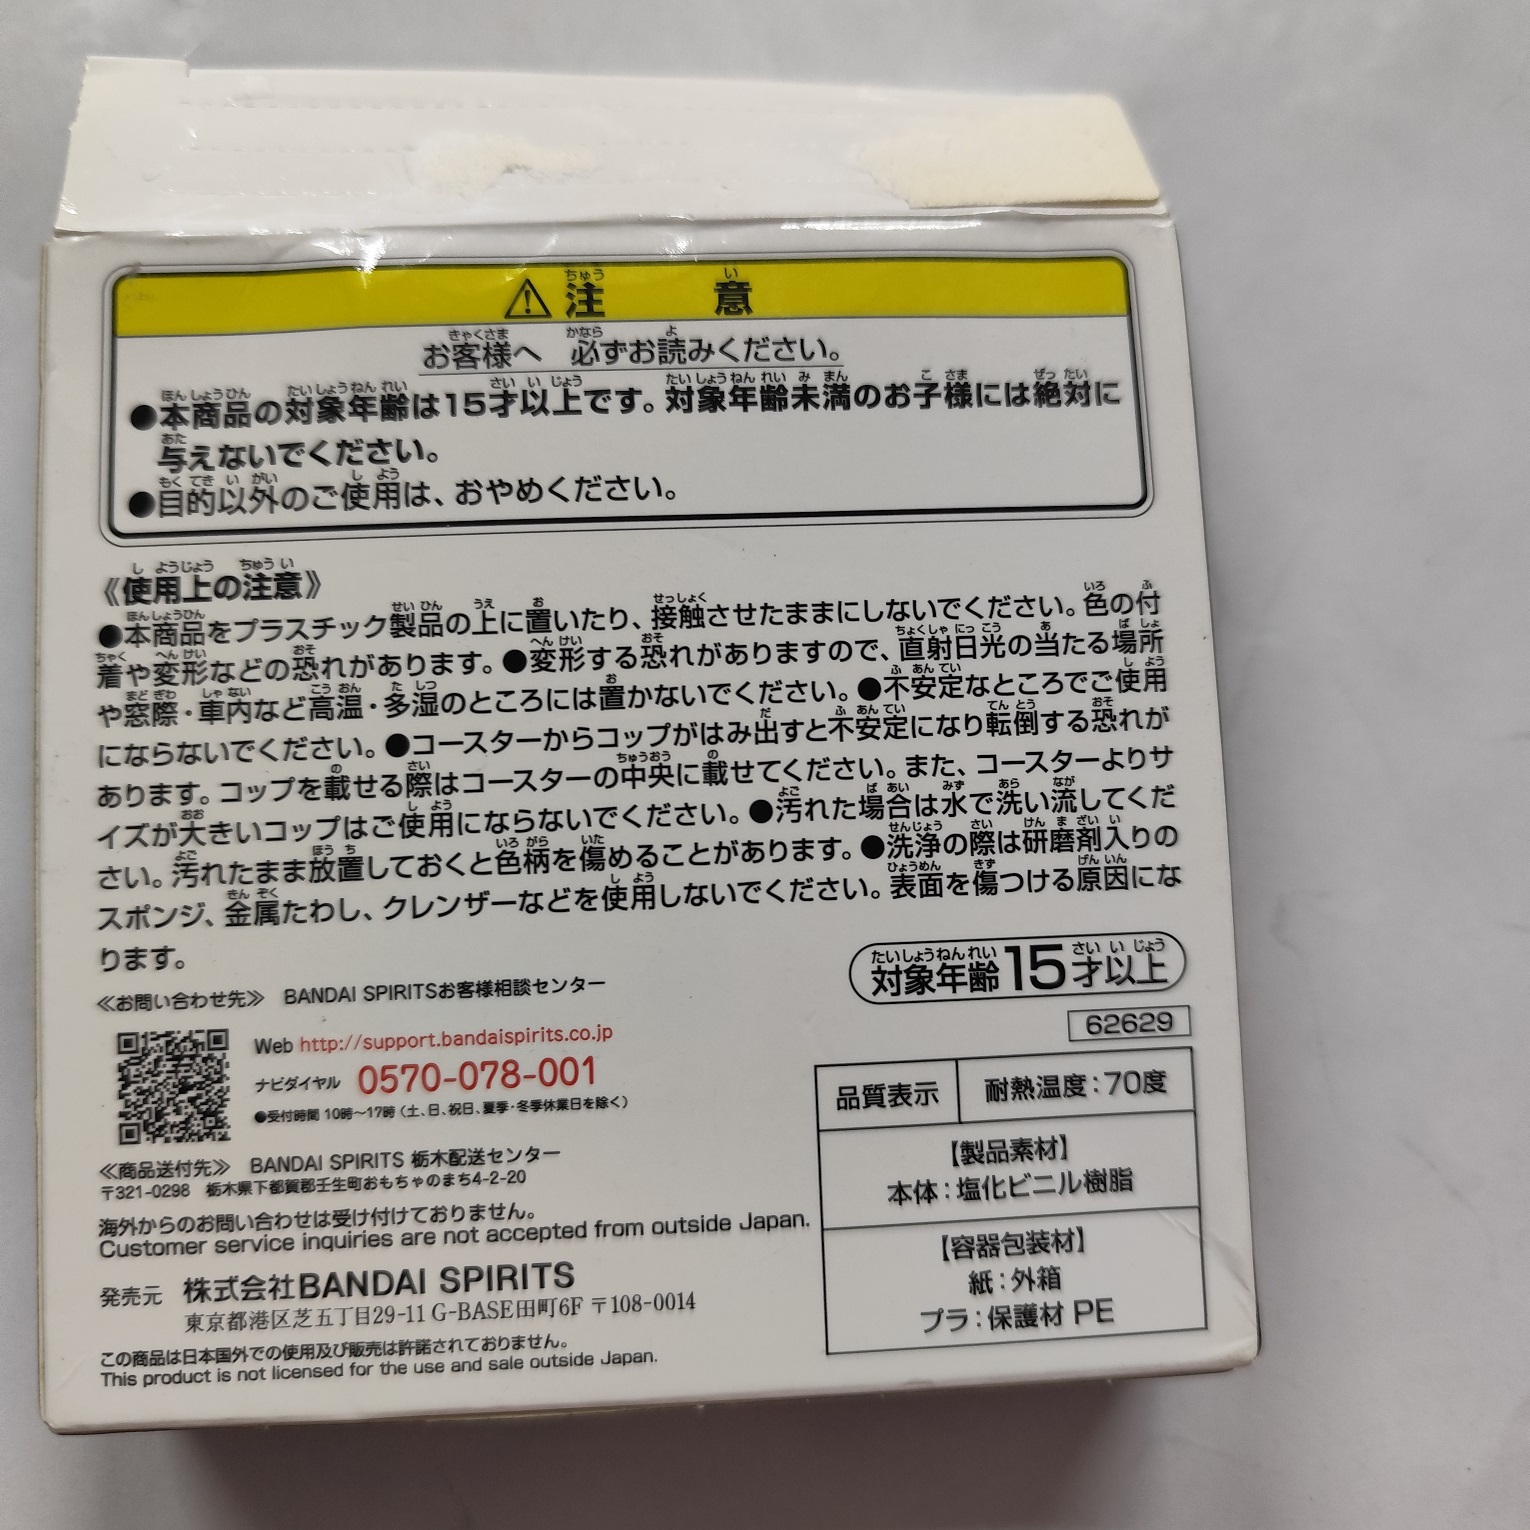 ⚠注意
お客様へ 必ずお読みください。
●本商品の対象年齢は15才以上です。対象年齢未満のお子様には絶対に
与えないでください。
●目的以外のご使用は、おやめください。
《使用上の注意》
●本商品をプラスチック製品の上に置いたり、接触させたままにしないでください。色の付
着や変形などの恐れがあります。●変形する恐れがありますので、直射日光の当たる場所
や窓際・車内など高温・多湿のところには置かないでください。●不安定なところでご使用
にならないでください。●コースターからコップがはみ出すと不安定になり転倒する恐れが
あります。コップを載せる際はコースターの中央に載せてください。また、コースターよりサ
イズが大きいコップはご使用にならないでください。●汚れた場合は水で洗い流してくだ
さい。汚れたまま放置しておくと色柄を傷めることがあります。●洗浄の際は研磨剤入りの
スポンジ、金属たわし、クレンザーなどを使用しないでください。表面を傷つける原因にな
ります。
対象年齢15才以上
≪お問い合わせ先≫ BANDAI SPIRITSお客様相談センター
Web http://support.bandaispirits.co.jp
ナビダイヤル 0570-078-001
●受付時間 10時〜17時（土、日、祝日、夏季・冬季休業日を除く）
≪商品送付先≫ BANDAI SPIRITS 栃木配送センター
〒321-0298 栃木県下都賀郡壬生町おもちゃのまち4-2-20
海外からのお問い合わせは受け付けておりません。
Customer service inquiries are not accepted from outside Japan.
発売元 株式会社BANDAI SPIRITS
東京都港区芝五丁目29-11 G-BASE田町6F 〒108-0014
この商品は日本国外での使用及び販売は許諾されておりません。
This product is not licensed for the use and sale outside Japan.
62629
品質表示 耐熱温度：70度
【製品素材】
本体：塩化ビニル樹脂
【容器包装材】
紙：外箱
プラ：保護材 PE